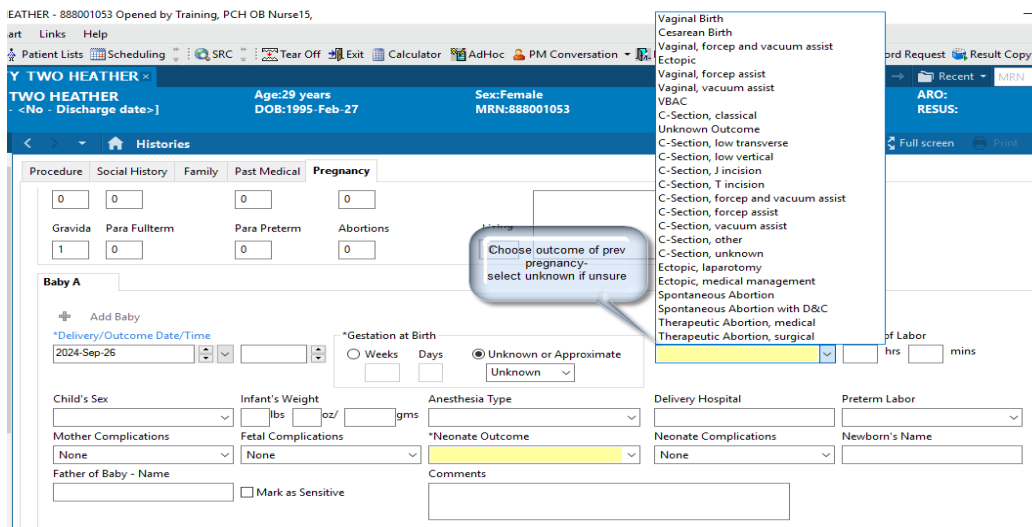 HEATHER - 888001053 Opened by Training, PCH OB Nurse15,
art Links Help
Patient Lists Scheduling SRC Tear Off Exit Calculator AdHoc PM Conversation ord Request Result Copy
Y TWO HEATHER × Recent MRN
TWO HEATHER Age:29 years Sex:Female ARO:
- <No - Discharge date>] DOB:1995-Feb-27 MRN:888001053 RESUS:
Histories Full screen Print
Procedure Social History Family Past Medical Pregnancy
0 0 0 0
Gravida Para Fullterm Para Preterm Abortions
1 0 0 0
Baby A
Add Baby
*Delivery/Outcome Date/Time *Gestation at Birth of Labor
2024-Sep-26 Weeks Days Unknown or Approximate hrs mins
Unknown
Vaginal Birth
Cesarean Birth
Vaginal, forcep and vacuum assist
Ectopic
Vaginal, forcep assist
Vaginal, vacuum assist
VBAC
C-Section, classical
Unknown Outcome
C-Section, low transverse
C-Section, low vertical
C-Section, J incision
C-Section, T incision
C-Section, forcep and vacuum assist
C-Section, forcep assist
C-Section, vacuum assist
C-Section, other
C-Section, unknown
Ectopic, laparotomy
Ectopic, medical management
Spontaneous Abortion
Spontaneous Abortion with D&C
Therapeutic Abortion, medical
Therapeutic Abortion, surgical
Choose outcome of prev
pregnancy-
select unknown if unsure
Child's Sex Infant's Weight Anesthesia Type Delivery Hospital Preterm Labor
lbs oz/ gms
Mother Complications Fetal Complications *Neonate Outcome Neonate Complications Newborn's Name
None None None
Father of Baby - Name Comments
Mark as Sensitive